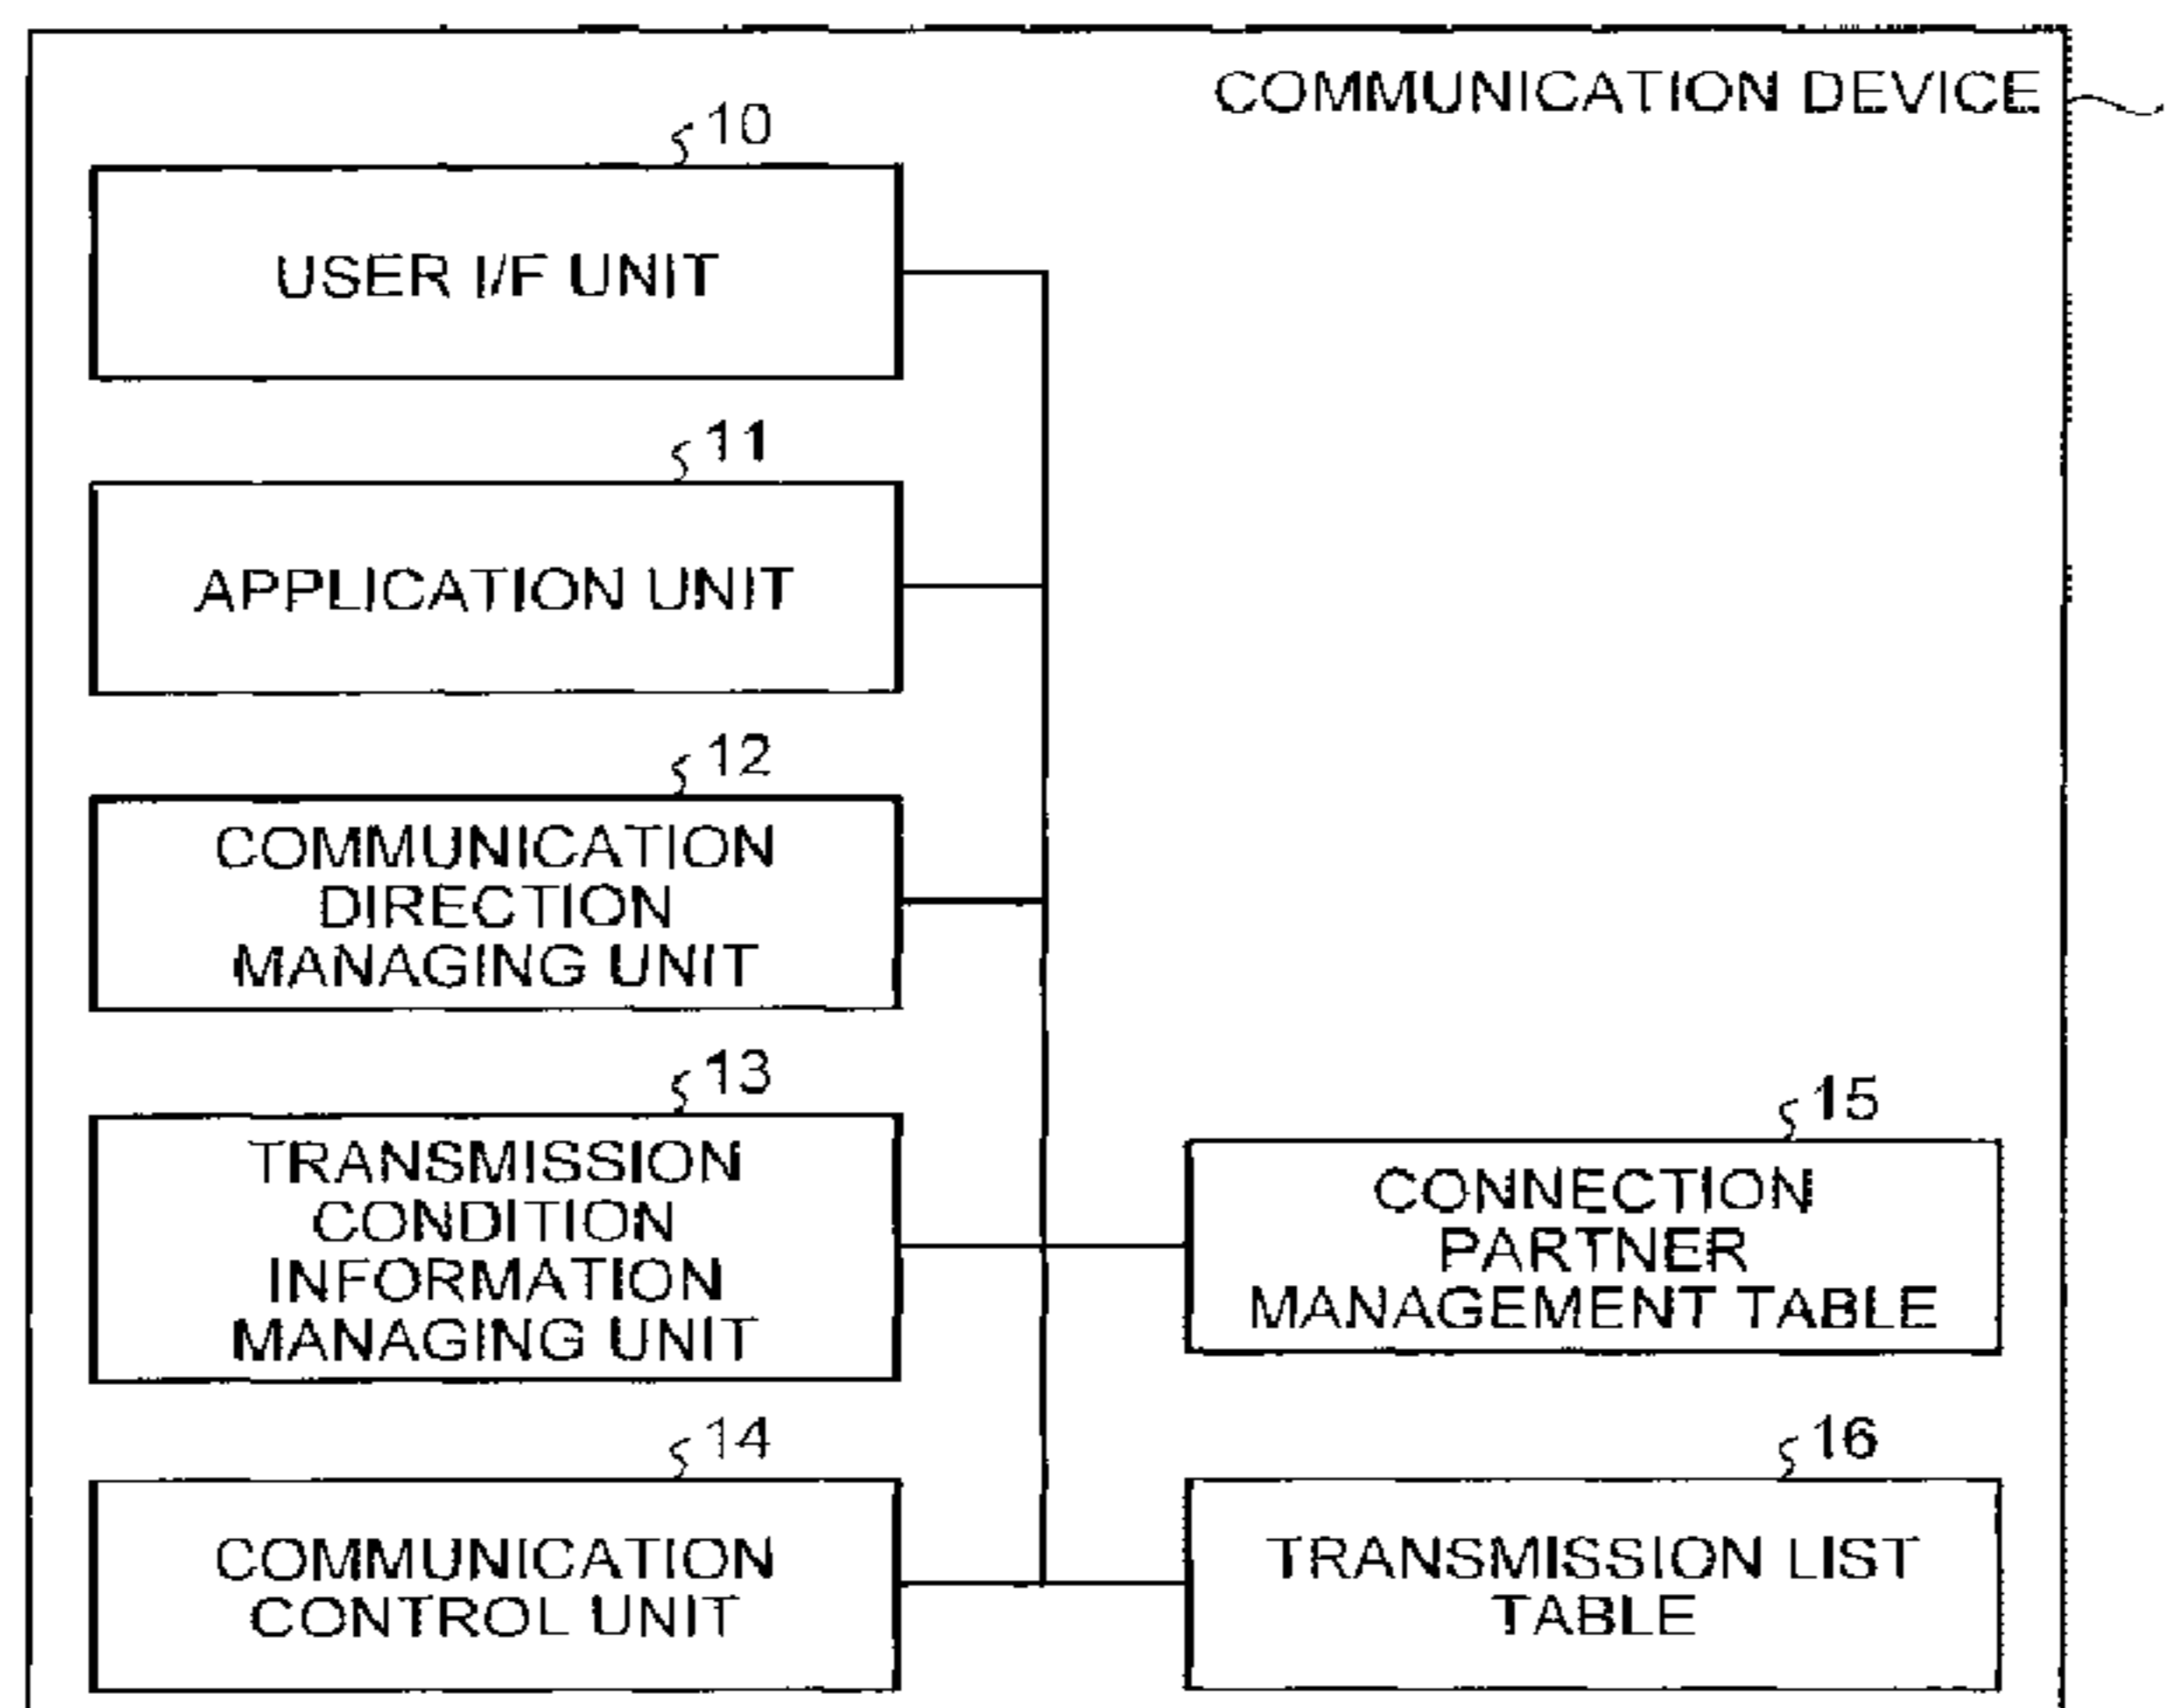 COMMUNICATION DEVICE
10
USER I/F UNIT
11
APPLICATION UNIT
12
COMMUNICATION
DIRECTION
MANAGING UNIT
13
TRANSMISSION
CONDITION
INFORMATION
MANAGING UNIT
15
CONNECTION
PARTNER
MANAGEMENT TABLE
14
COMMUNICATION
CONTROL UNIT
16
TRANSMISSION LIST
TABLE